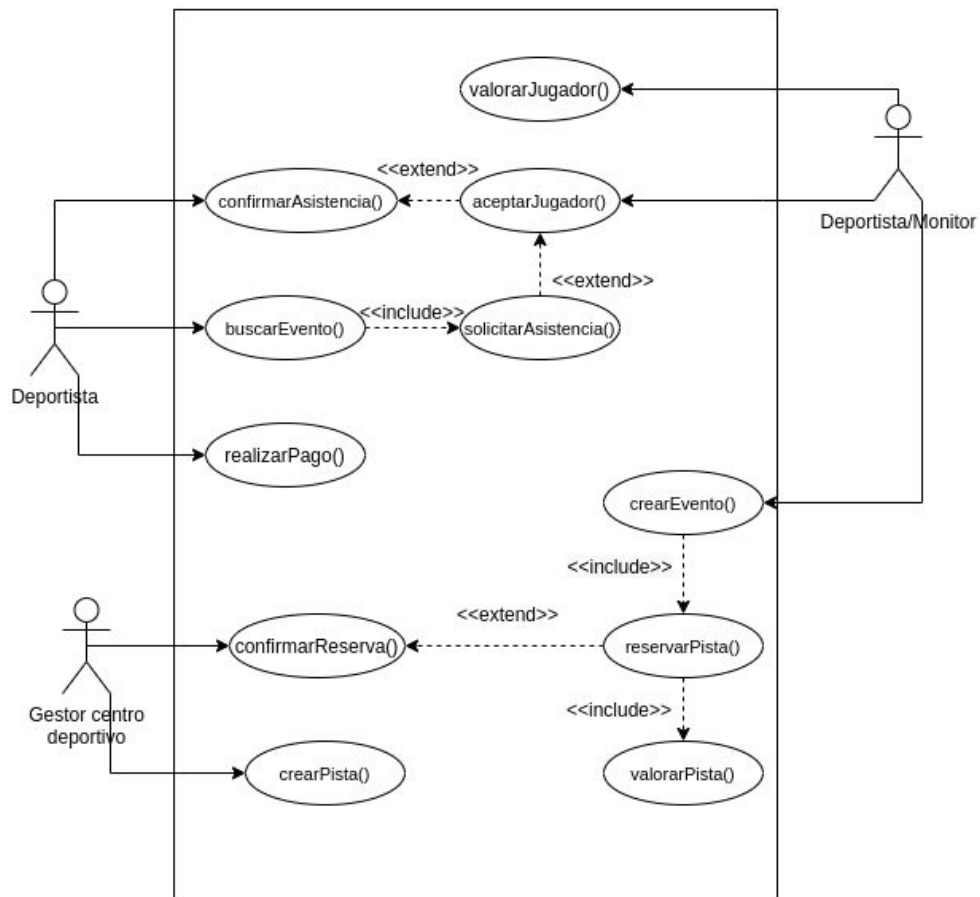 valorarJugador()
<<extend>>
confirmarAsistencia()
aceptarJugador()
Deportista/Monitor
<<extend>>
<<include>>
buscarEvento()
solicitarAsistencia()
Deportista
realizarPago()
crearEvento()
<<include>>
<<extend>>
confirmarReserva()
reservarPista()
Gestor centro
deportivo
<<include>>
crearPista()
valorarPista()